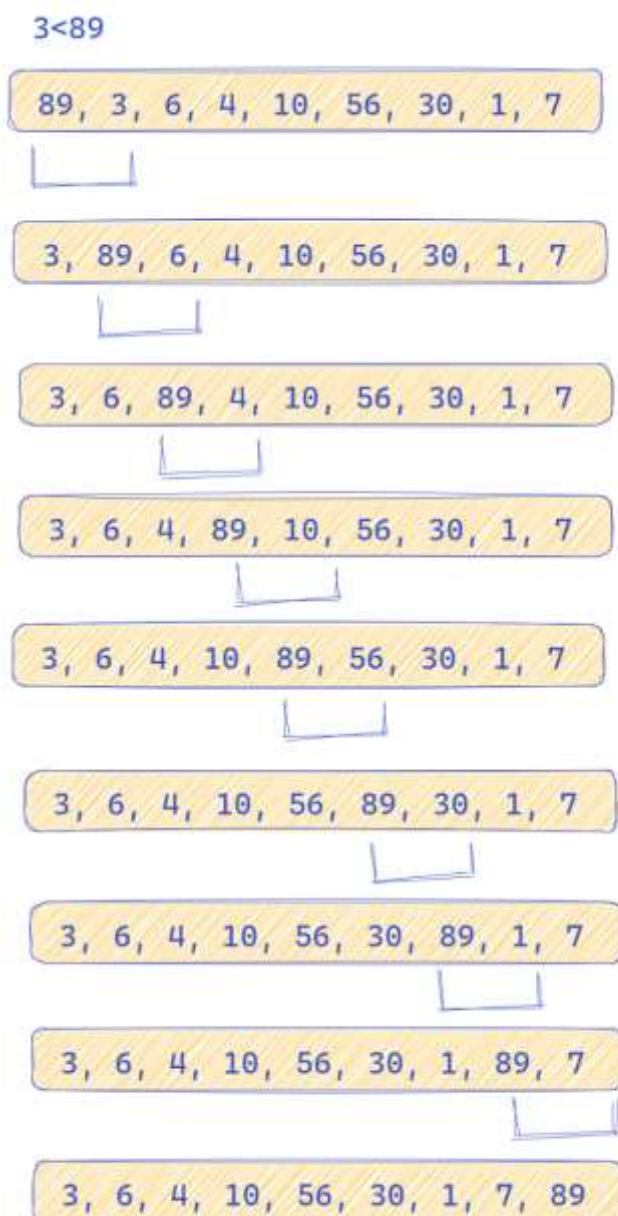 3<89
89, 3, 6, 4, 10, 56, 30, 1, 7
3, 89, 6, 4, 10, 56, 30, 1, 7
3, 6, 89, 4, 10, 56, 30, 1, 7
3, 6, 4, 89, 10, 56, 30, 1, 7
3, 6, 4, 10, 89, 56, 30, 1, 7
3, 6, 4, 10, 56, 89, 30, 1, 7
3, 6, 4, 10, 56, 30, 89, 1, 7
3, 6, 4, 10, 56, 30, 1, 89, 7
3, 6, 4, 10, 56, 30, 1, 7, 89